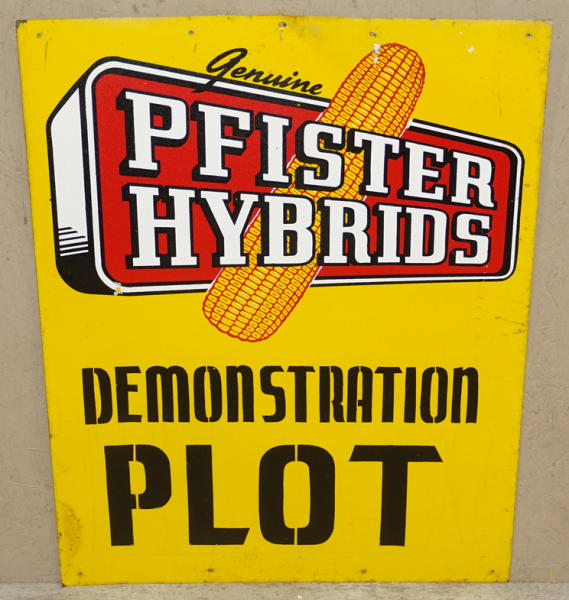 Genuine
PFISTER
HYBRIDS
DEMONSTRATION
PLOT